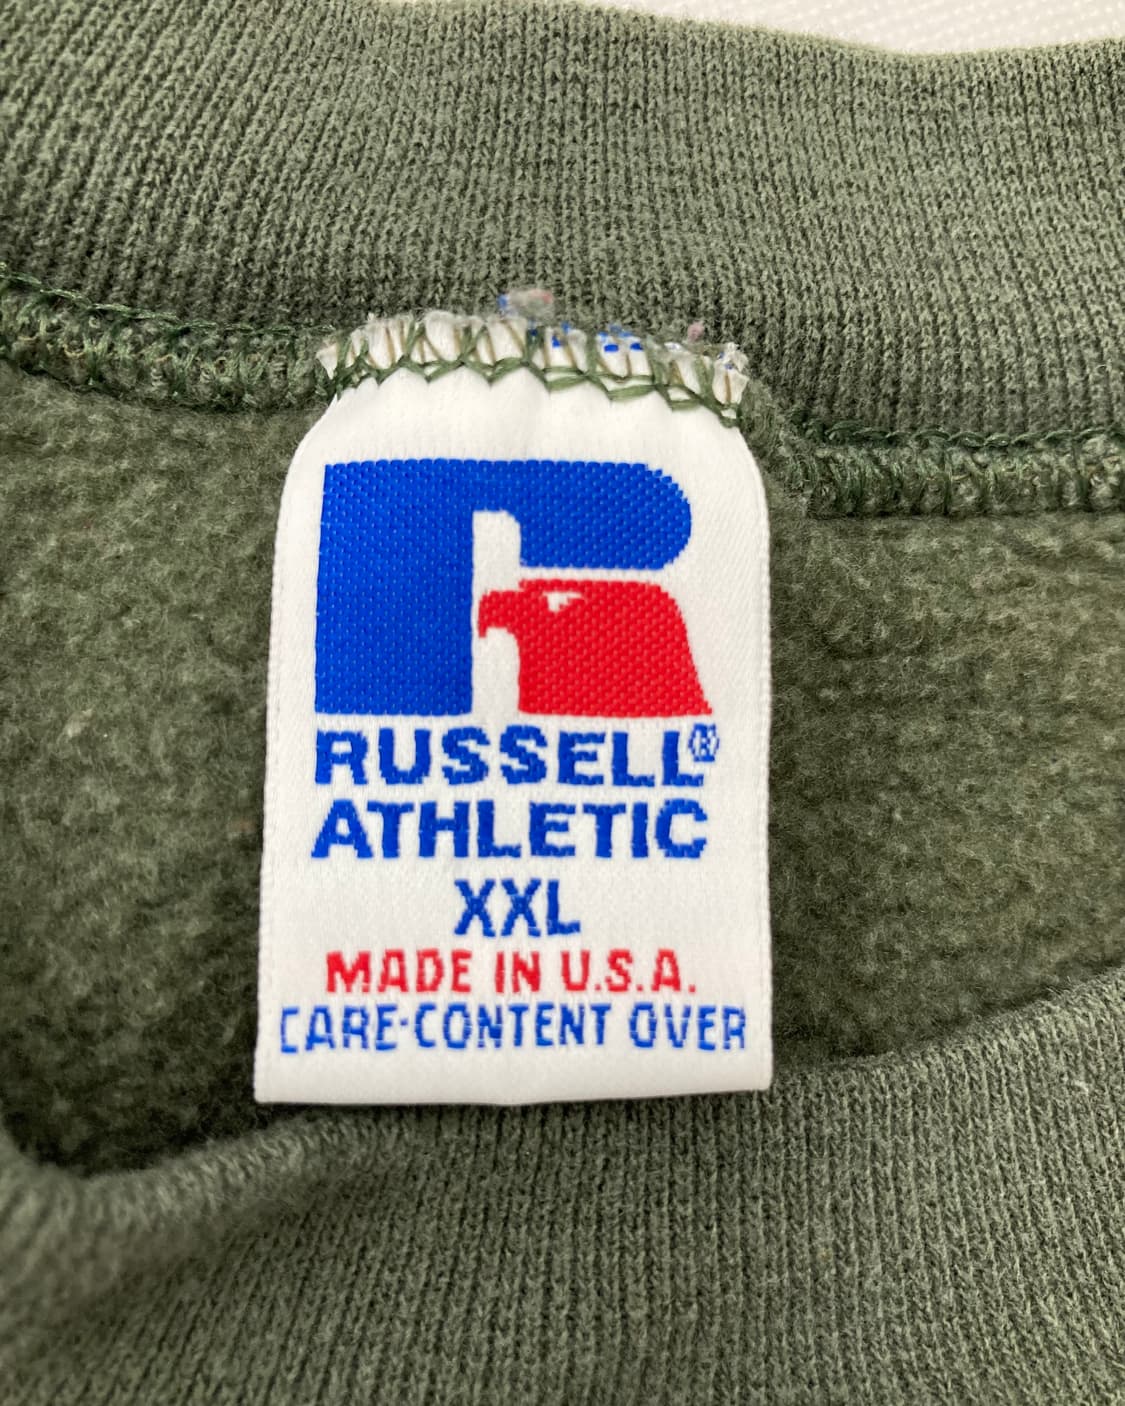 RUSSELL®
ATHLETIC
XXL
MADE IN U.S.A.
CARE-CONTENT OVER